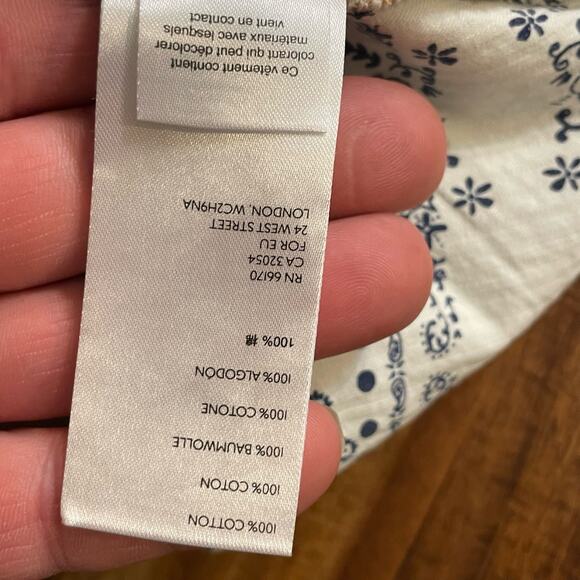 100% COTTON
100% COTON
100% BAUMWOLLE
100% COTONE
100% ALGODÓN
100% 棉
RN 66170
CA 32054
FOR EU
24 WEST STREET
LONDON, WC2H9NA
Ce vêtement contient
colorant qui peut décolorer
matériaux avec lesquels
vient en contact